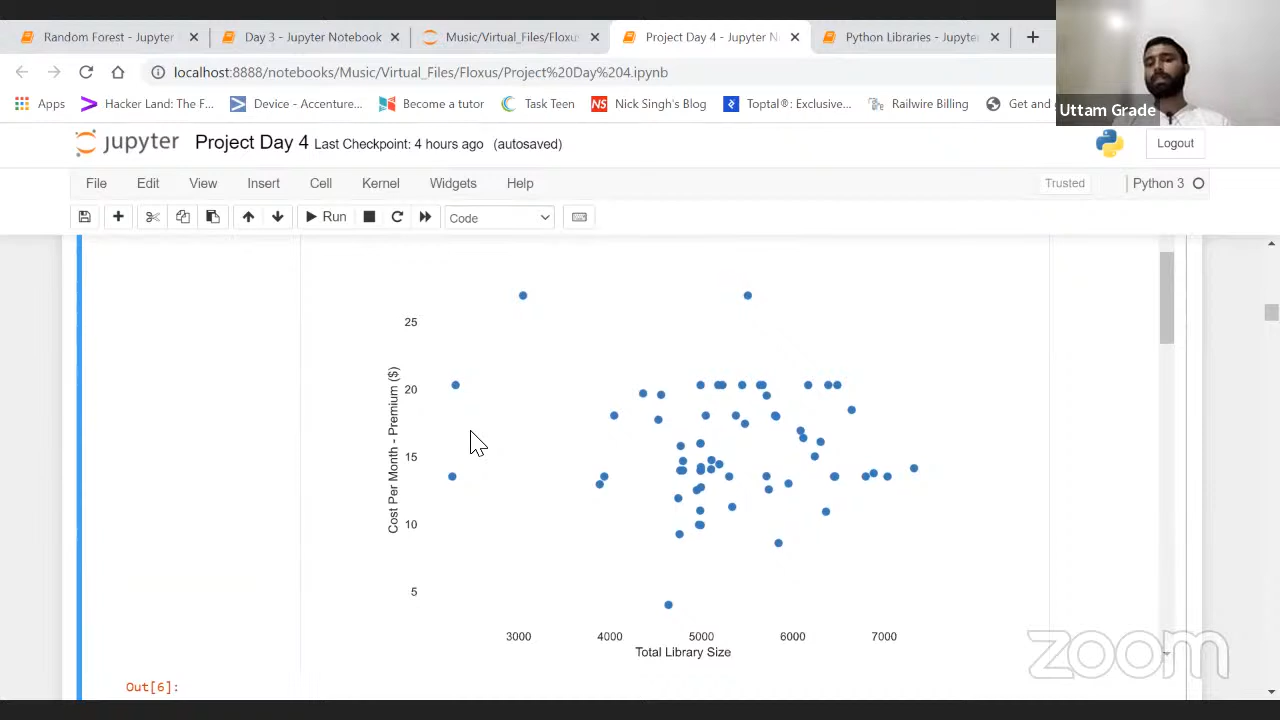 Random Forest - Jupyter
Day 3 - Jupyter Notebook
Music/Virtual_Files/Floxus
Project Day 4 - Jupyter N
Python Libraries - Jupyte
localhost:8888/notebooks/Music/Virtual_Files/Floxus/Project%20Day%204.ipynb
Uttam Grade
Apps
Hacker Land: The F...
Device - Accenture...
Become a tutor
Task Teen
NS
Nick Singh's Blog
Toptal®: Exclusive...
Railwire Billing
Get and
jupyter
Project Day 4 Last Checkpoint: 4 hours ago (autosaved)
Logout
File Edit View Insert Cell Kernel Widgets Help
Trusted
Python 3
Run
Code
25
20
15
10
5
Cost Per Month - Premium ($)
3000 4000 5000 6000 7000
Total Library Size
Out[6]:
zoom